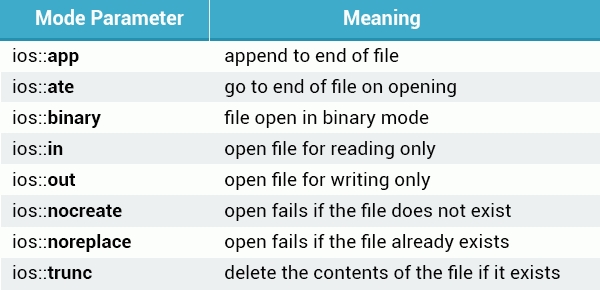 Mode Parameter Meaning
ios::app append to end of file
ios::ate go to end of file on opening
ios::binary file open in binary mode
ios::in open file for reading only
ios::out open file for writing only
ios::nocreate open fails if the file does not exist
ios::noreplace open fails if the file already exists
ios::trunc delete the contents of the file if it exists